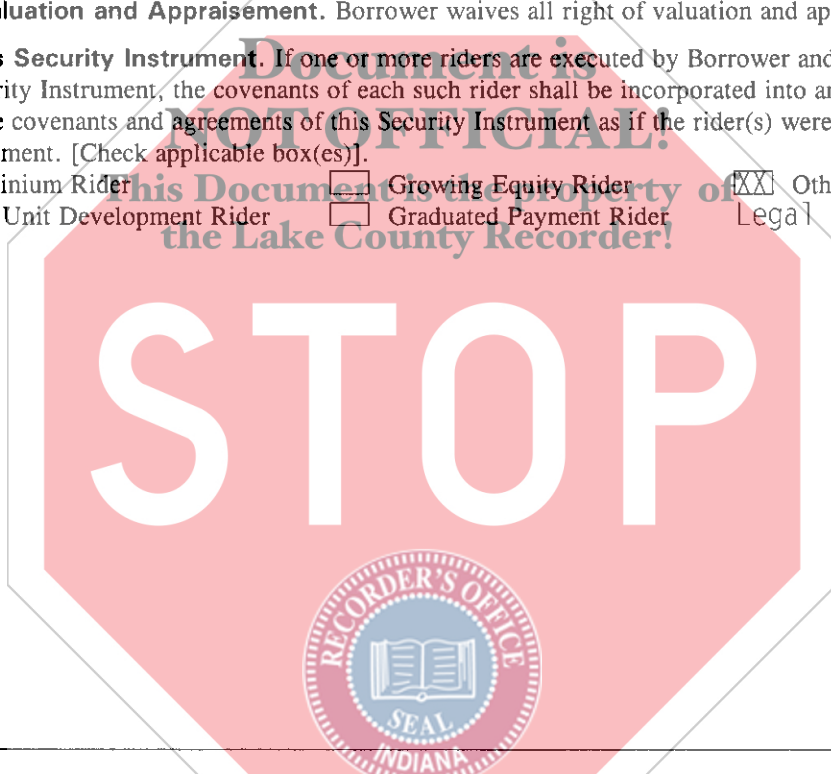 luation and Appraisement. Borrower waives all right of valuation and ap
s Security Instrument. If one or more riders are executed by Borrower and
Document is
rity Instrument, the covenants of each such rider shall be incorporated into a
e covenants and agreements of this Security Instrument as if the rider(s) were
NOT OFFICIAL!
ment. [Check applicable box(es)].
inium Rider Growing Equity Rider XX Oth
This Document is the property of
Unit Development Rider Graduated Payment Rider Legal
the Lake County Recorder!
STOP
RECORDER'S OFFICE
SEAL
INDIANA